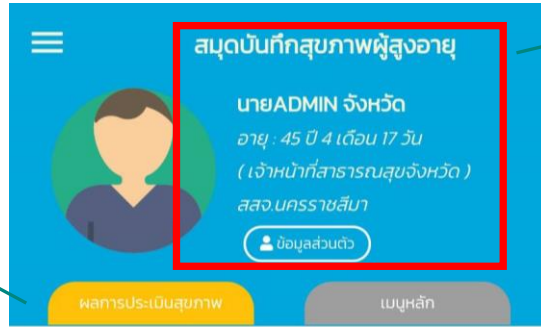 สมุดบันทึกสุขภาพผู้สูงอายุ
นายADMIN จังหวัด
อายุ : 45 ปี 4 เดือน 17 วัน
( เจ้าหน้าที่สาธารณสุขจังหวัด )
สสจ.นครราชสีมา
ข้อมูลส่วนตัว
ผลการประเมินสุขภาพ
เมนูหลัก